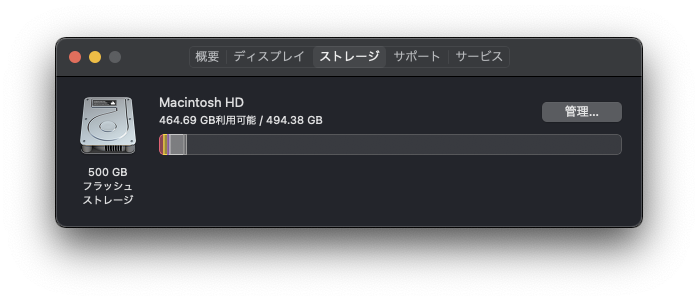 概要 ディスプレイ ストレージ サポート サービス
Macintosh HD
464.69 GB利用可能 / 494.38 GB
管理...
500 GB
フラッシュ
ストレージ